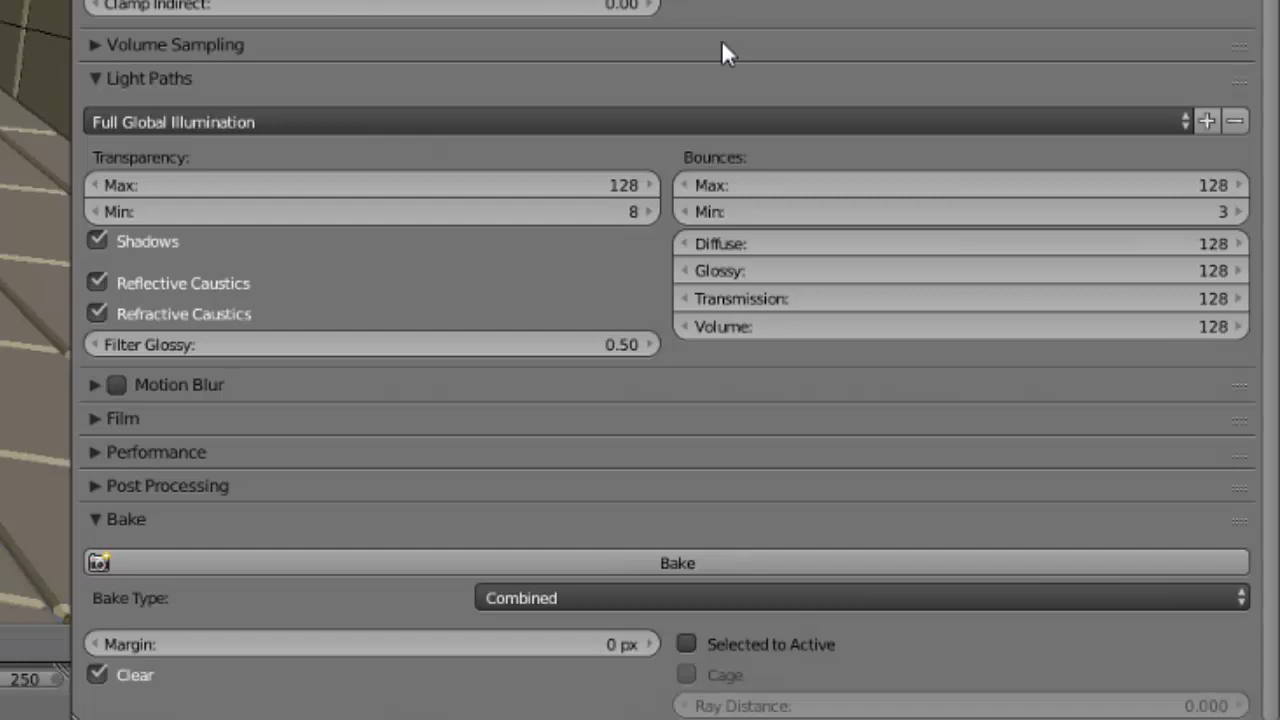 Clamp Indirect: 0.00
Volume Sampling
Light Paths
Full Global Illumination
Transparency: Bounces:
Max: 128 Max: 128
Min: 8 Min: 3
Shadows Diffuse: 128
Glossy: 128
Reflective Caustics
Transmission: 128
Refractive Caustics
Volume: 128
Filter Glossy: 0.50
Motion Blur
Film
Performance
Post Processing
Bake
Bake
Bake Type: Combined
Margin: 0 px Selected to Active
Clear Cage
250
Ray Distance: 0.000